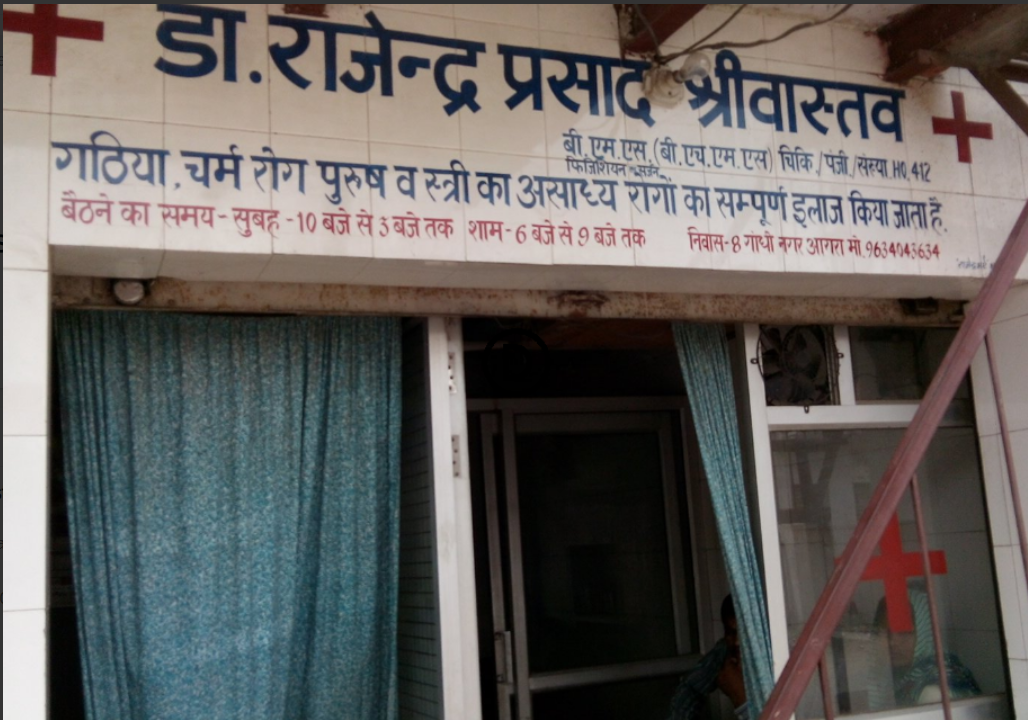 डा. राजेन्द्र प्रसाद श्रीवास्तव
बी.एम.एस. (बी.एच.एम.एस) चिकि./पंजी./संख्या. HO. 412
फिजिशियन
गठिया, चर्म रोग पुरुष व स्त्री का असाध्य रोगों का सम्पूर्ण इलाज किया जाता है.
बैठने का समय - सुबह - 10 बजे से 3 बजे तक शाम - 6 बजे से 9 बजे तक निवास - 8 गांधी नगर आगरा मो. 9634043634